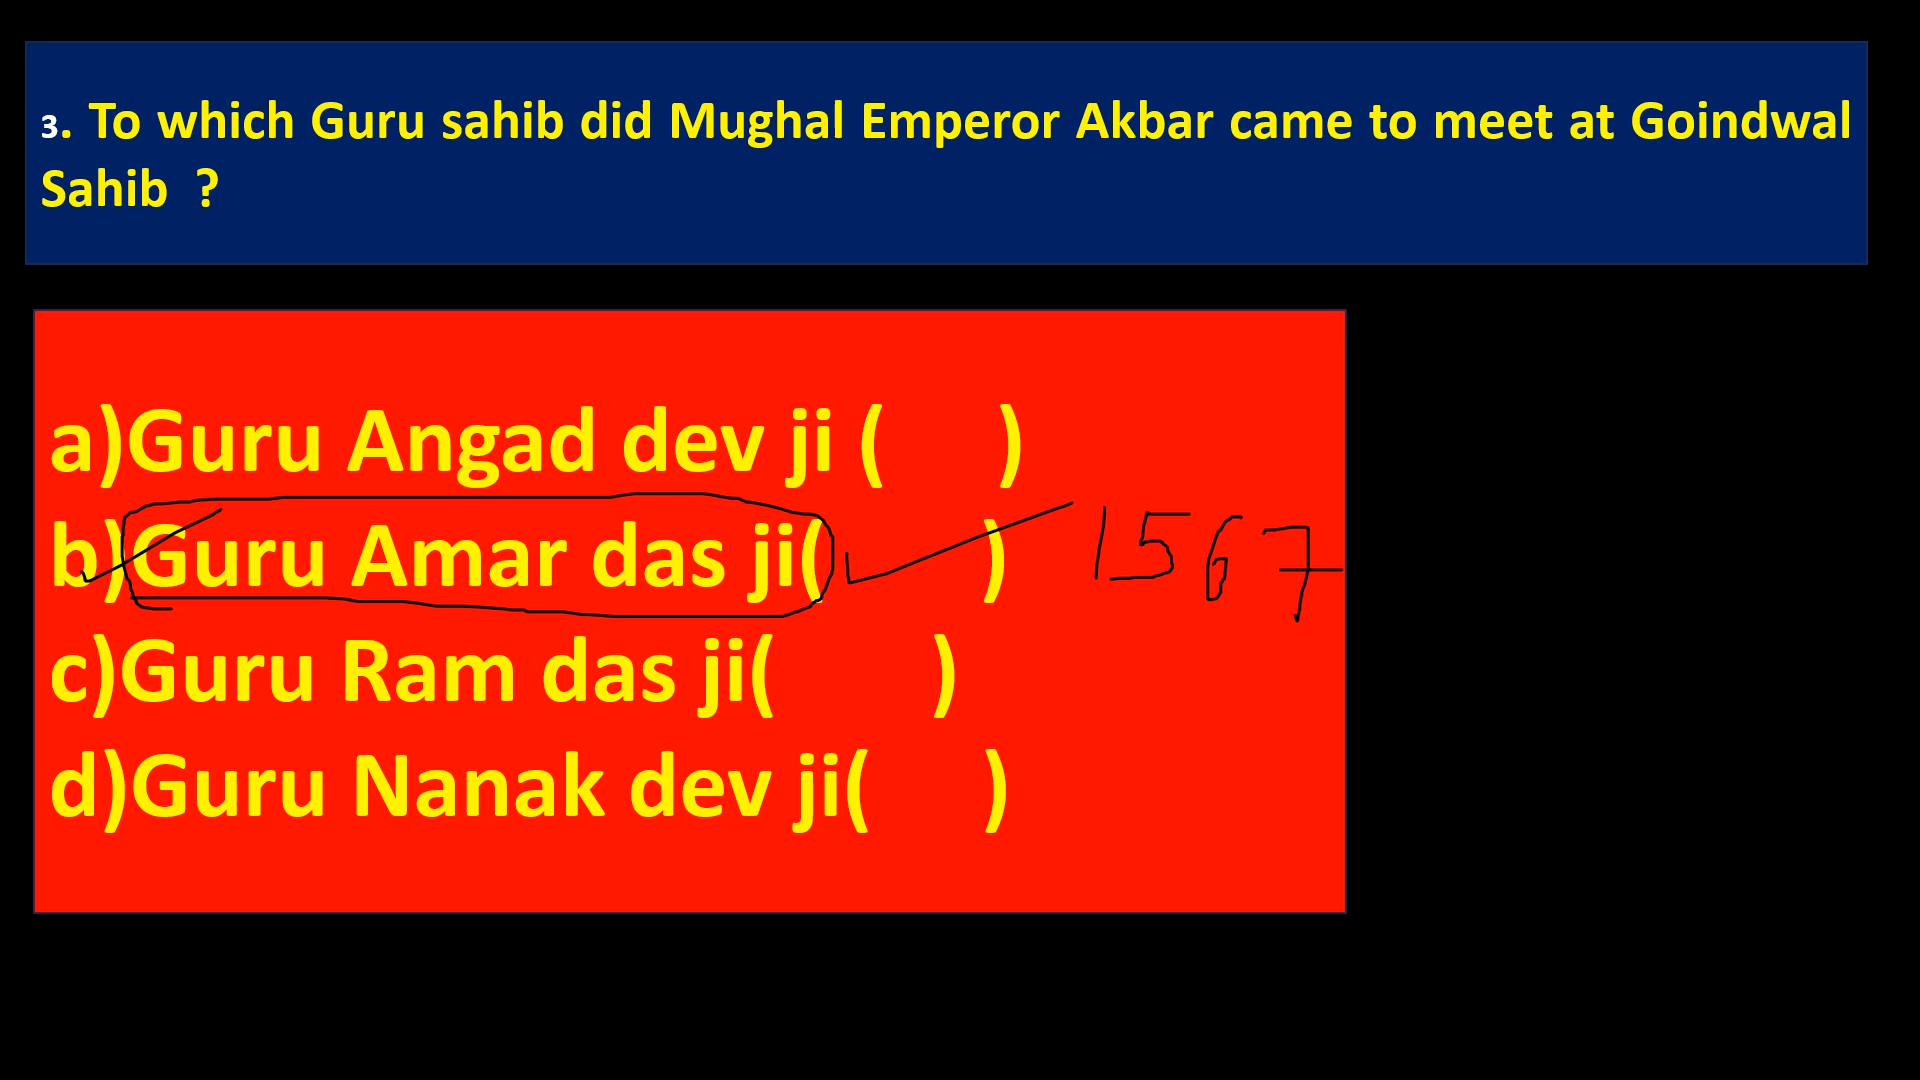 3. To which Guru sahib did Mughal Emperor Akbar came to meet at Goindwal
Sahib ?
a)Guru Angad dev ji ( )
b)Guru Amar das ji( ) 1567
c)Guru Ram das ji( )
d)Guru Nanak dev ji( )